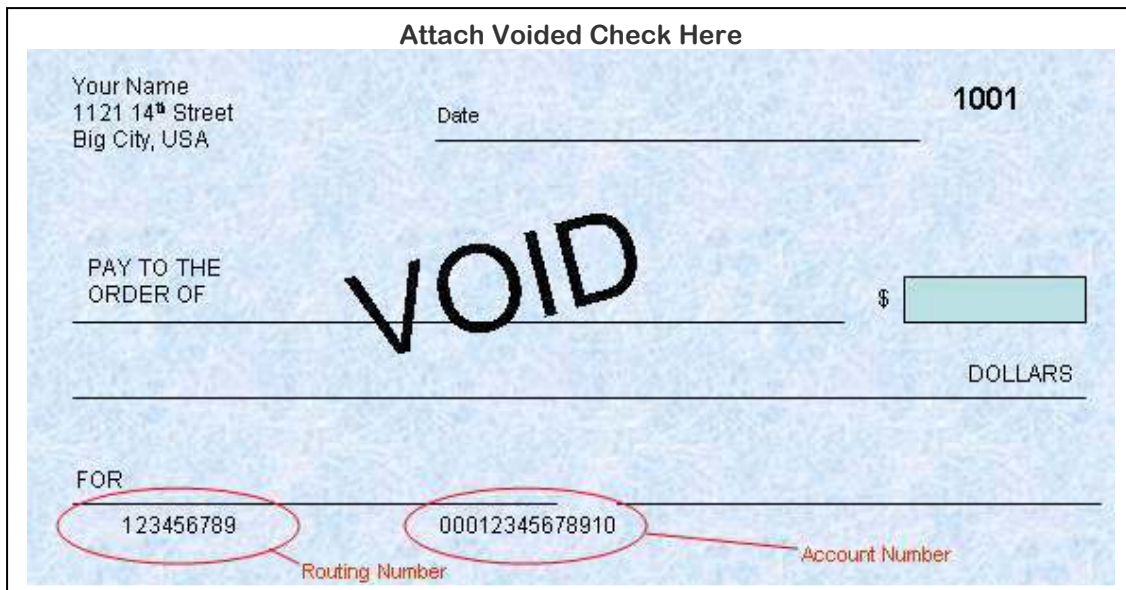 Attach Voided Check Here
Your Name
1121 14th Street
Big City, USA
Date
1001
VOID
PAY TO THE
ORDER OF
$
DOLLARS
FOR
123456789 00012345678910
Routing Number
Account Number